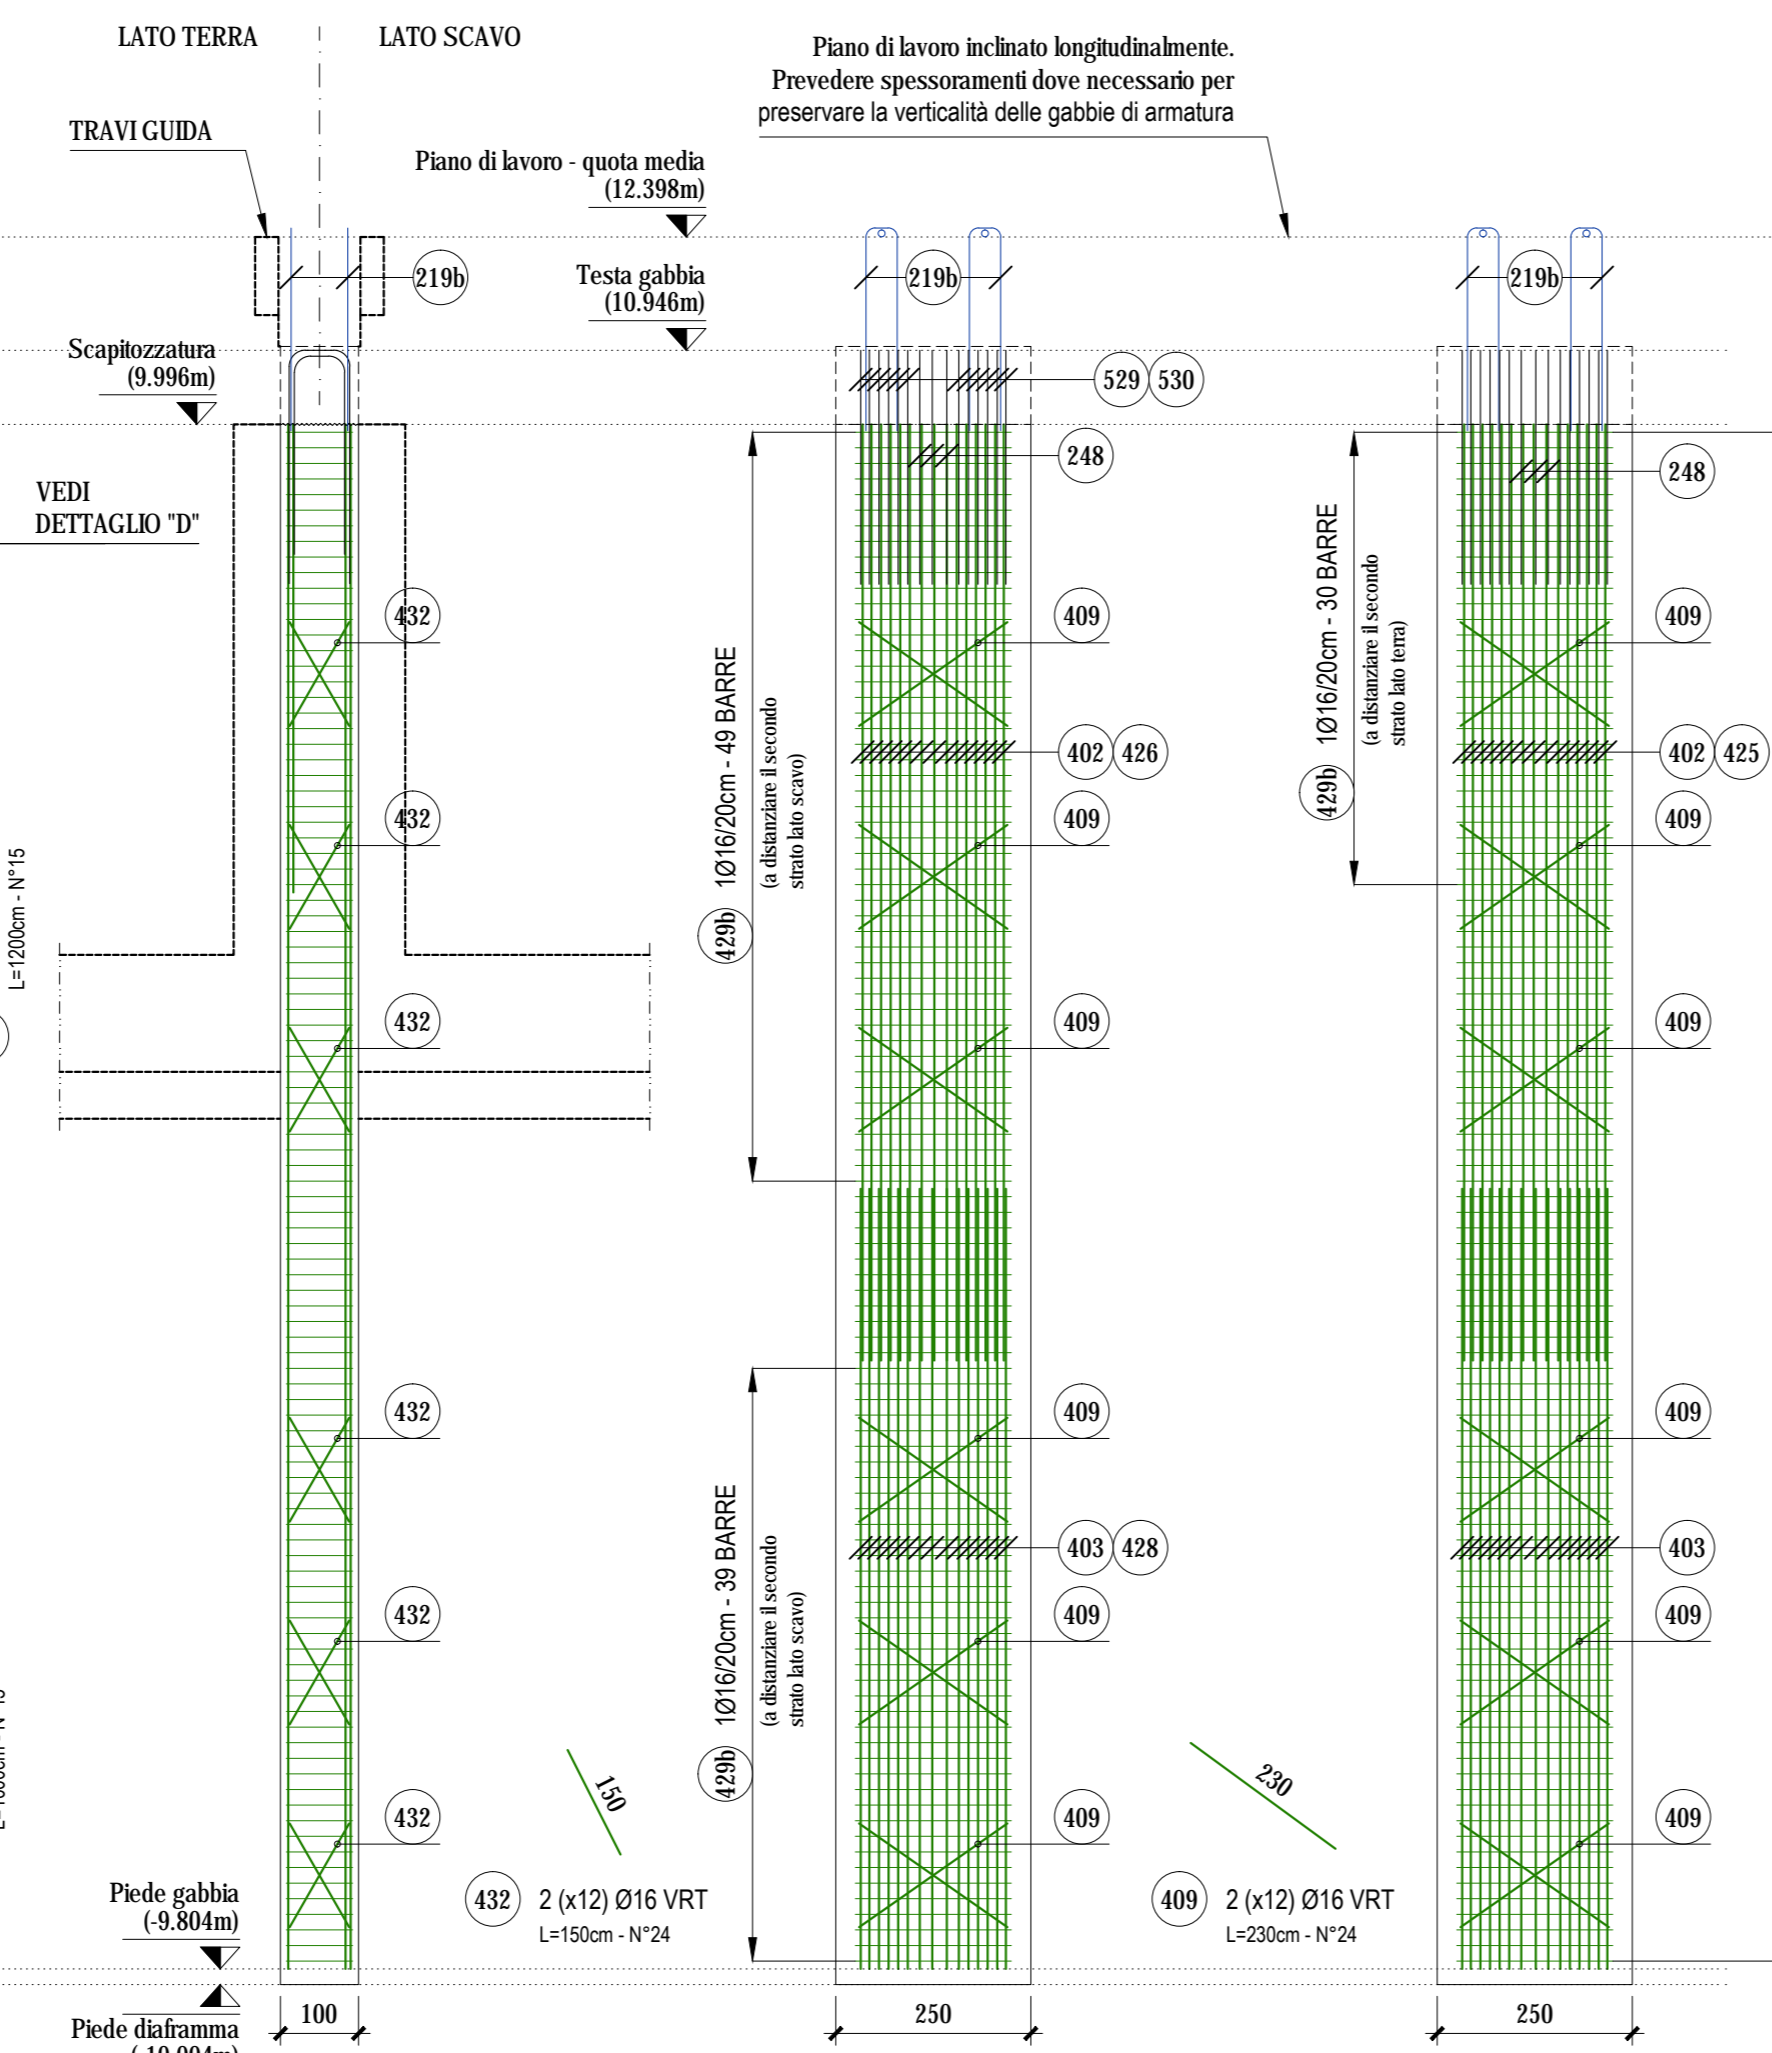 LATO TERRA
LATO SCAVO
Piano di lavoro inclinato longitudinalmente.
Prevedere spessoramenti dove necessario per
preservare la verticalità delle gabbie di armatura
TRAVI GUIDA
Piano di lavoro - quota media
(12.398m)
219b
219b
219b
Testa gabbia
(10.946m)
Scapitozzatura
(9.996m)
529 530
248
248
VEDI
DETTAGLIO "D"
432
409
409
1Ø16/20cm - 49 BARRE
(a distanziare il secondo
strato lato scavo)
429b
1Ø16/20cm - 30 BARRE
(a distanziare il secondo
strato lato terra)
429b
402 426
402 425
432
409
409
L=1200cm - N°15
432
409
409
432
409
409
1Ø16/20cm - 39 BARRE
(a distanziare il secondo
strato lato scavo)
429b
403 428
403
432
409
409
150
230
432
409
409
432 2 (x12) Ø16 VRT
L=150cm - N°24
409 2 (x12) Ø16 VRT
L=230cm - N°24
Piede gabbia
(-9.804m)
Piede diaframma
100
250
250